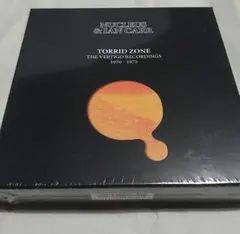 NUCLEUS
& IAN CARR
TORRID ZONE
THE VERTIGO RECORDINGS
1970 - 1975